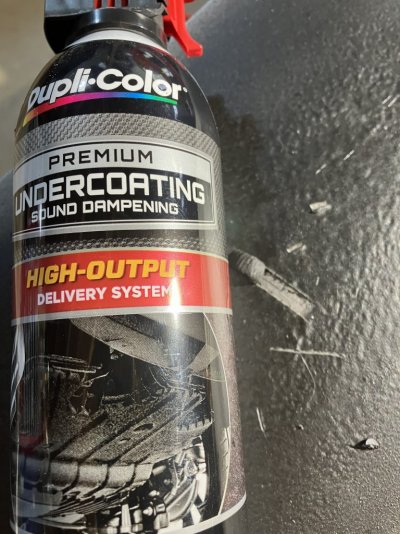 Dupli·Color
PREMIUM
UNDERCOATING
SOUND DAMPENING
HIGH-OUTPUT
DELIVERY SYSTEM